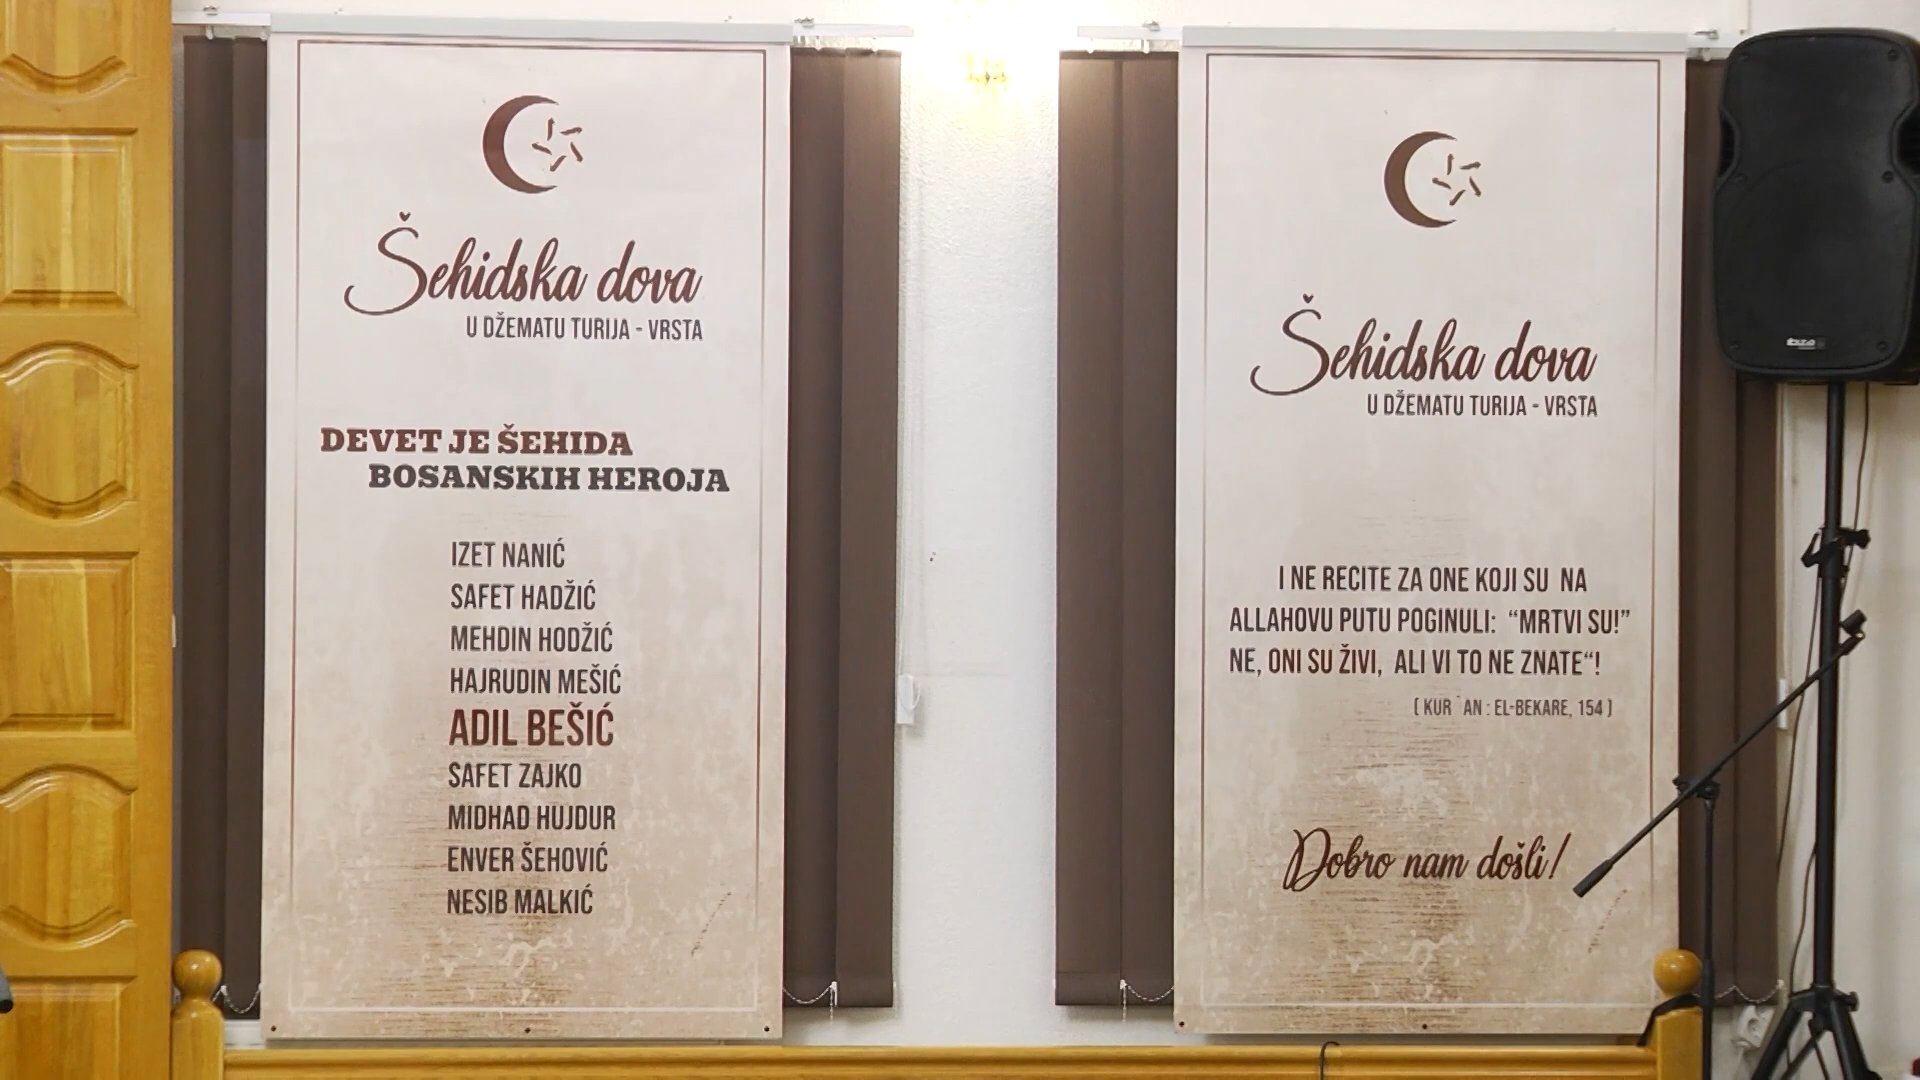 Šehidska dova
U DŽEMATU TURIJA - VRSTA
DEVET JE ŠEHIDA
BOSANSKIH HEROJA
IZET NANIĆ
SAFET HADŽIĆ
MEHDIN HODŽIĆ
HAJRUDIN MEŠIĆ
ADIL BEŠIĆ
SAFET ZAJKO
MIDHAD HUJDUR
ENVER ŠEHOVIĆ
NESIB MALKIĆ
Šehidska dova
U DŽEMATU TURIJA - VRSTA
I NE RECITE ZA ONE KOJI SU NA
ALLAHOVU PUTU POGINULI: “MRTVI SU!”
NE, ONI SU ŽIVI, ALI VI TO NE ZNATE“!
( KUR`AN : EL-BEKARE, 154 )
Dobro nam došli!